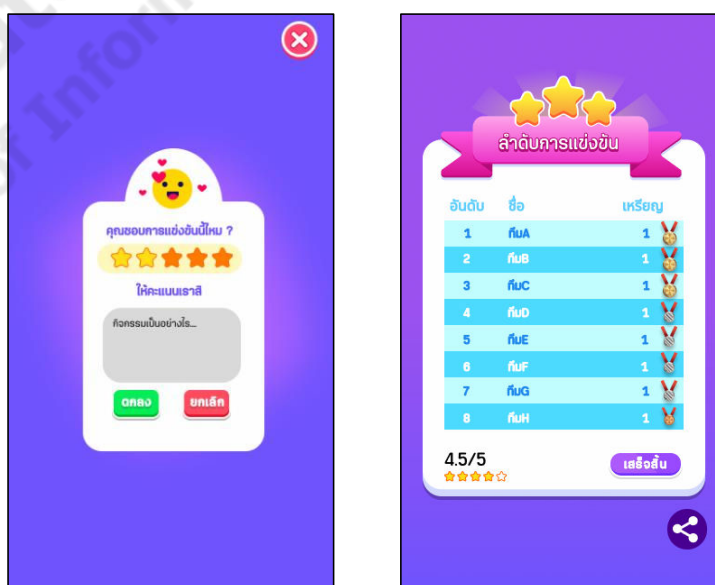 of Infor
คุณชอบการแข่งขันนี้ไหม ?
ให้คะแนนเราสิ
กิจกรรมเป็นอย่างไร...
ตกลง
ยกเลิก
ลำดับการแข่งขัน
อันดับ ชื่อ เหรียญ
1 ทีมA 1
2 ทีมB 1
3 ทีมC 1
4 ทีมD 1
5 ทีมE 1
6 ทีมF 1
7 ทีมG 1
8 ทีมH 1
4.5/5
เสร็จสิ้น